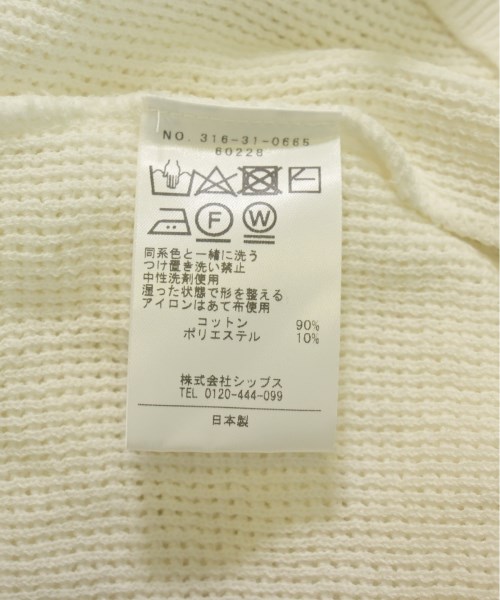 NO. 316-31-0665
60228
F W
同系色と一緒に洗う
つけ置き洗い禁止
中性洗剤使用
湿った状態で形を整える
アイロンはあて布使用
コットン 90%
ポリエステル 10%
株式会社シップス
TEL 0120-444-099
日本製